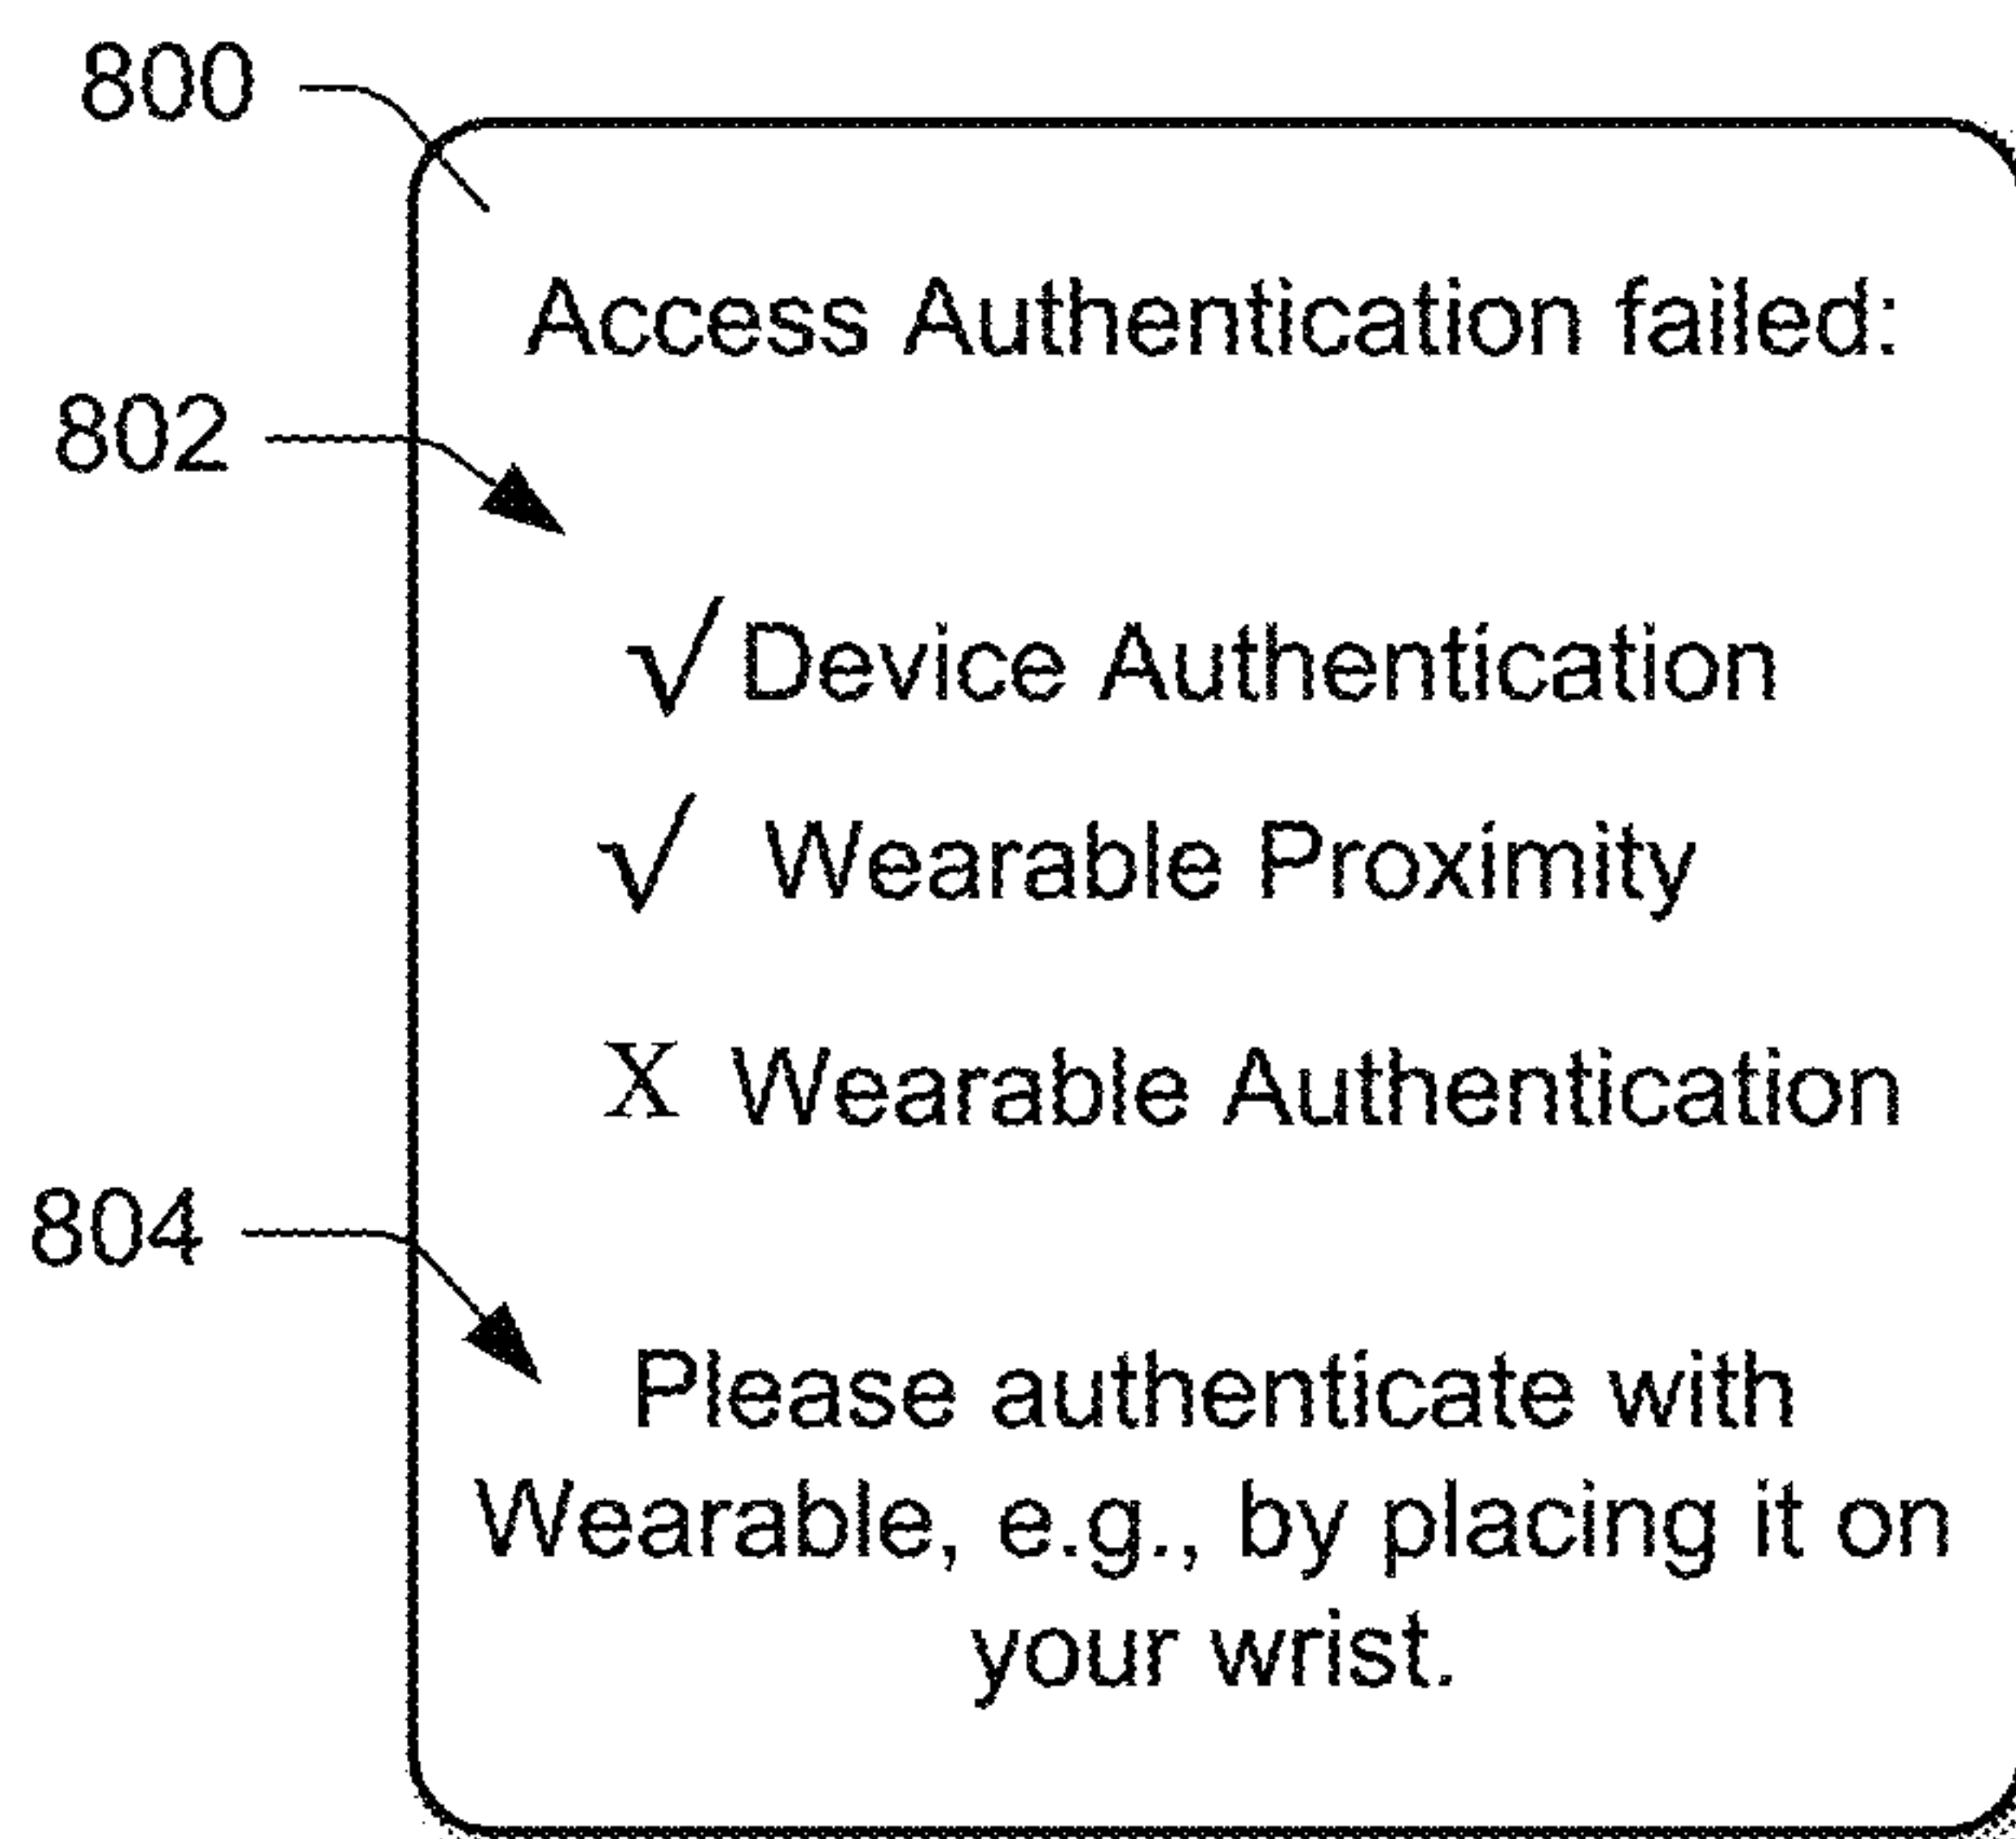 800
Access Authentication failed:
802
√ Device Authentication
√ Wearable Proximity
X Wearable Authentication
804
Please authenticate with
Wearable, e.g., by placing it on
your wrist.